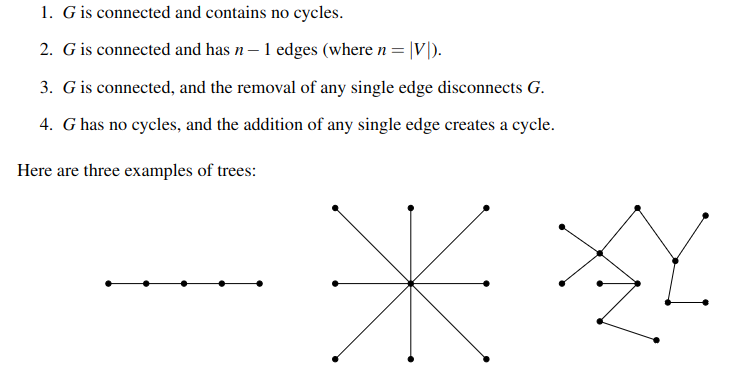 1. G is connected and contains no cycles.
2. G is connected and has n − 1 edges (where n = |V|).
3. G is connected, and the removal of any single edge disconnects G.
4. G has no cycles, and the addition of any single edge creates a cycle.
Here are three examples of trees: